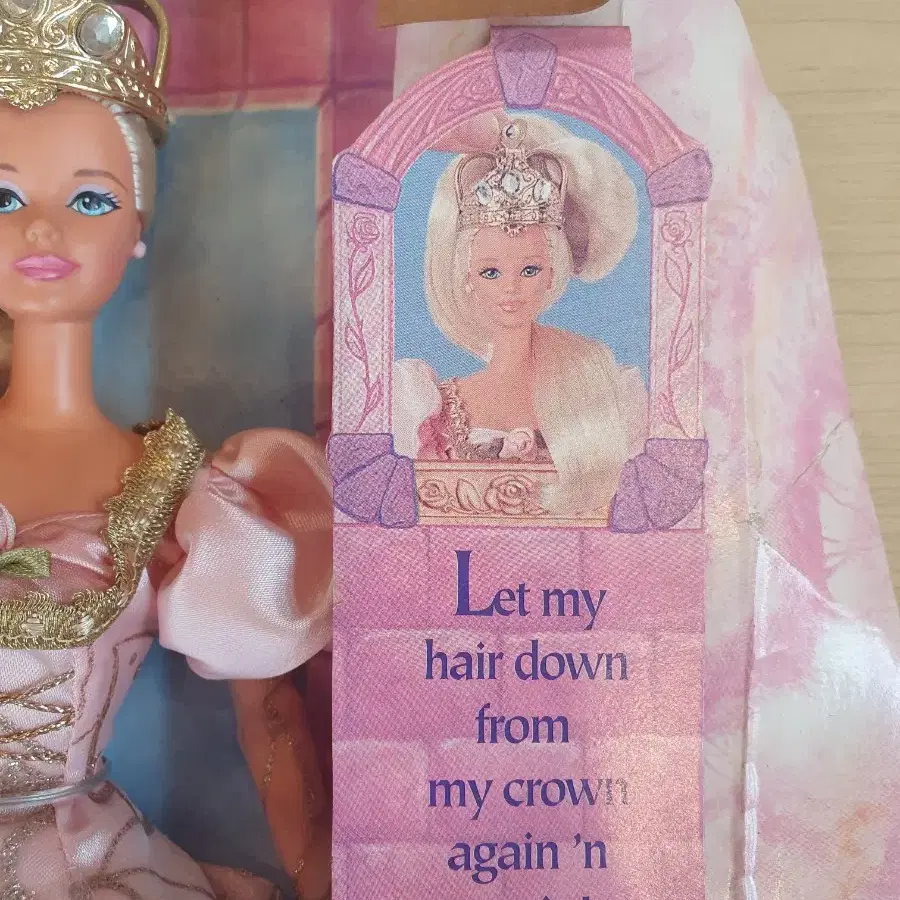 Let my
hair down
from
my crown
again 'n